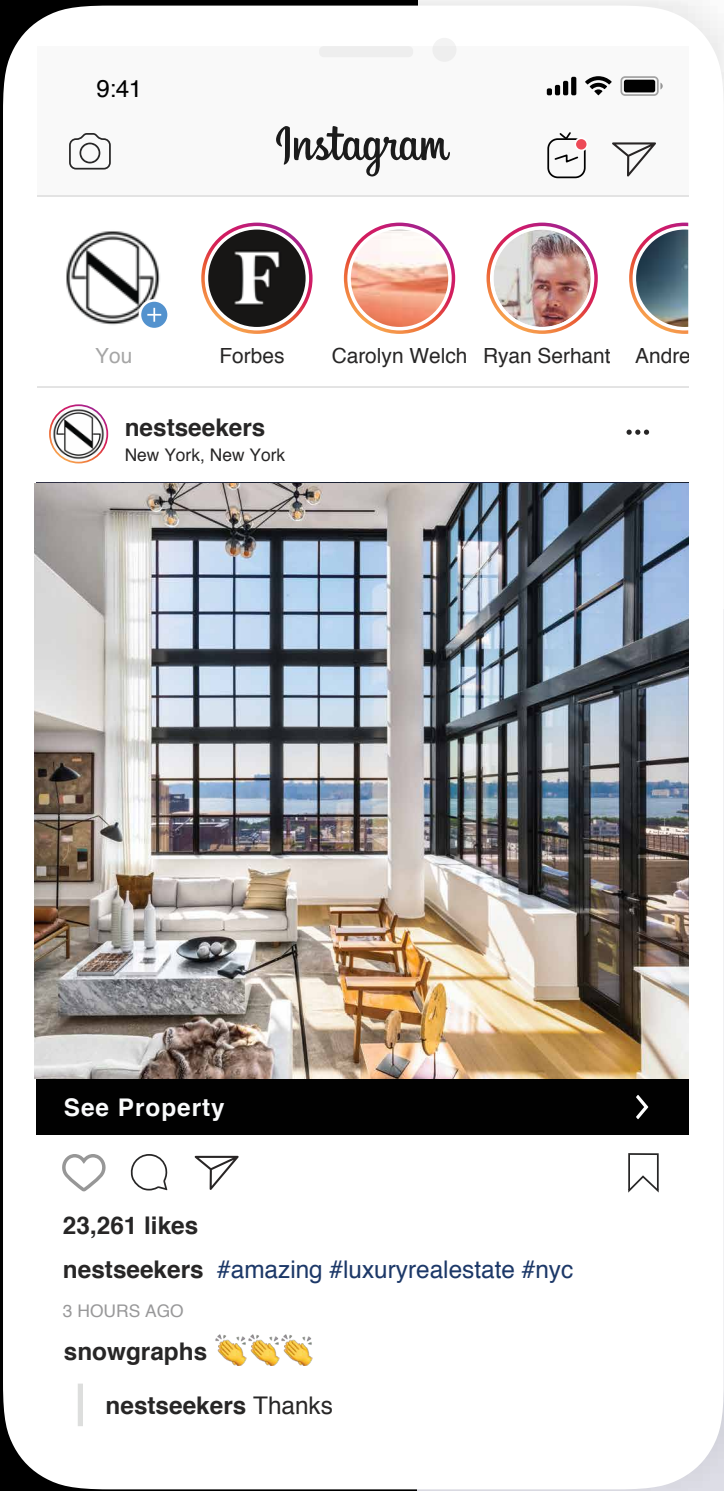 9:41
Instagram
F
You
Forbes
Carolyn Welch
Ryan Serhant
Andre
nestseekers
New York, New York
See Property
23,261 likes
nestseekers #amazing #luxuryrealestate #nyc
3 HOURS AGO
snowgraphs 👏👏👏
nestseekers Thanks